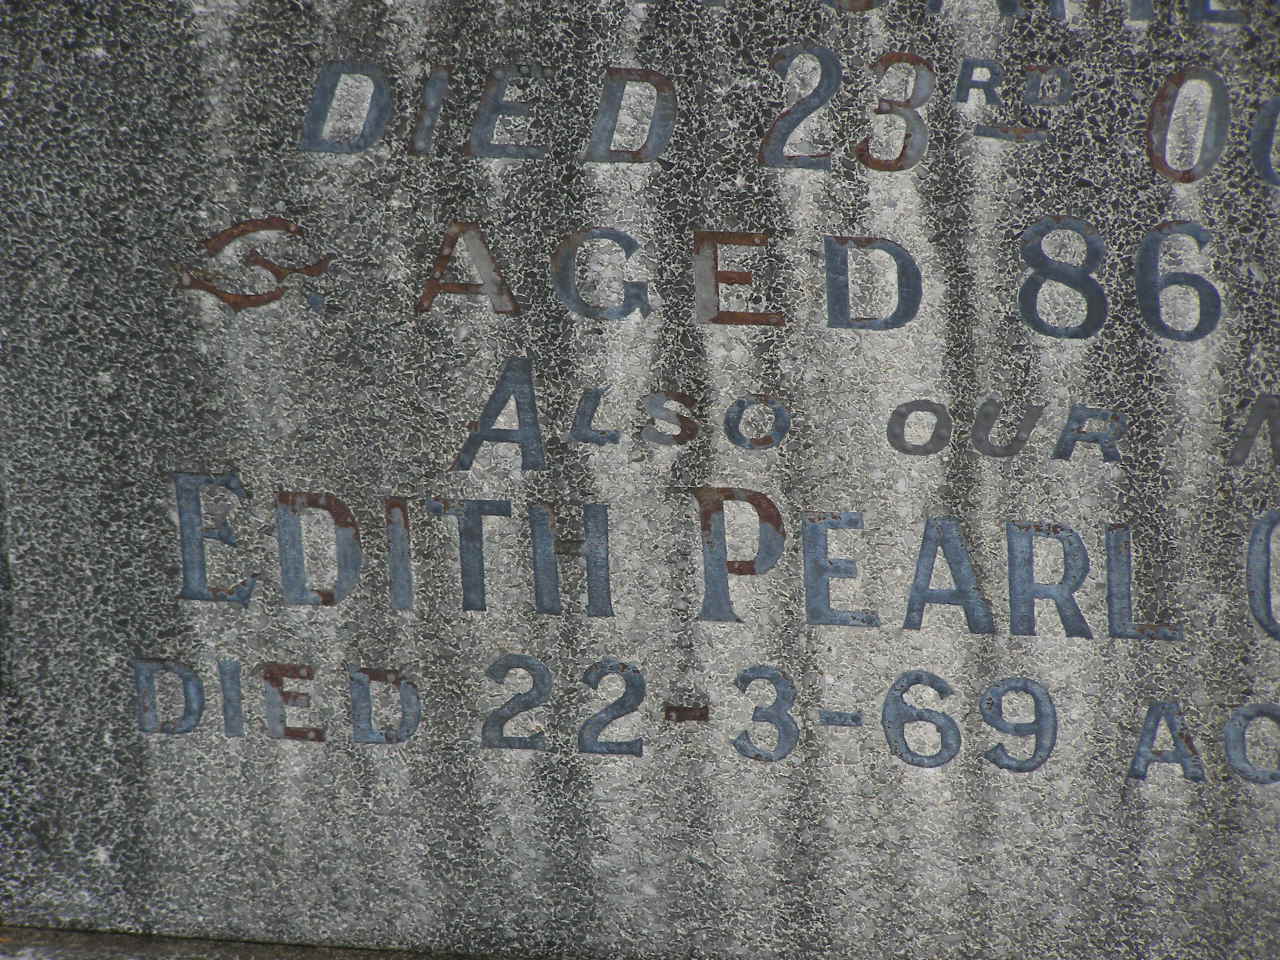 DIED 23RD
AGED 86
ALSO OUR
EDITH PEARL
DIED 22-3-69